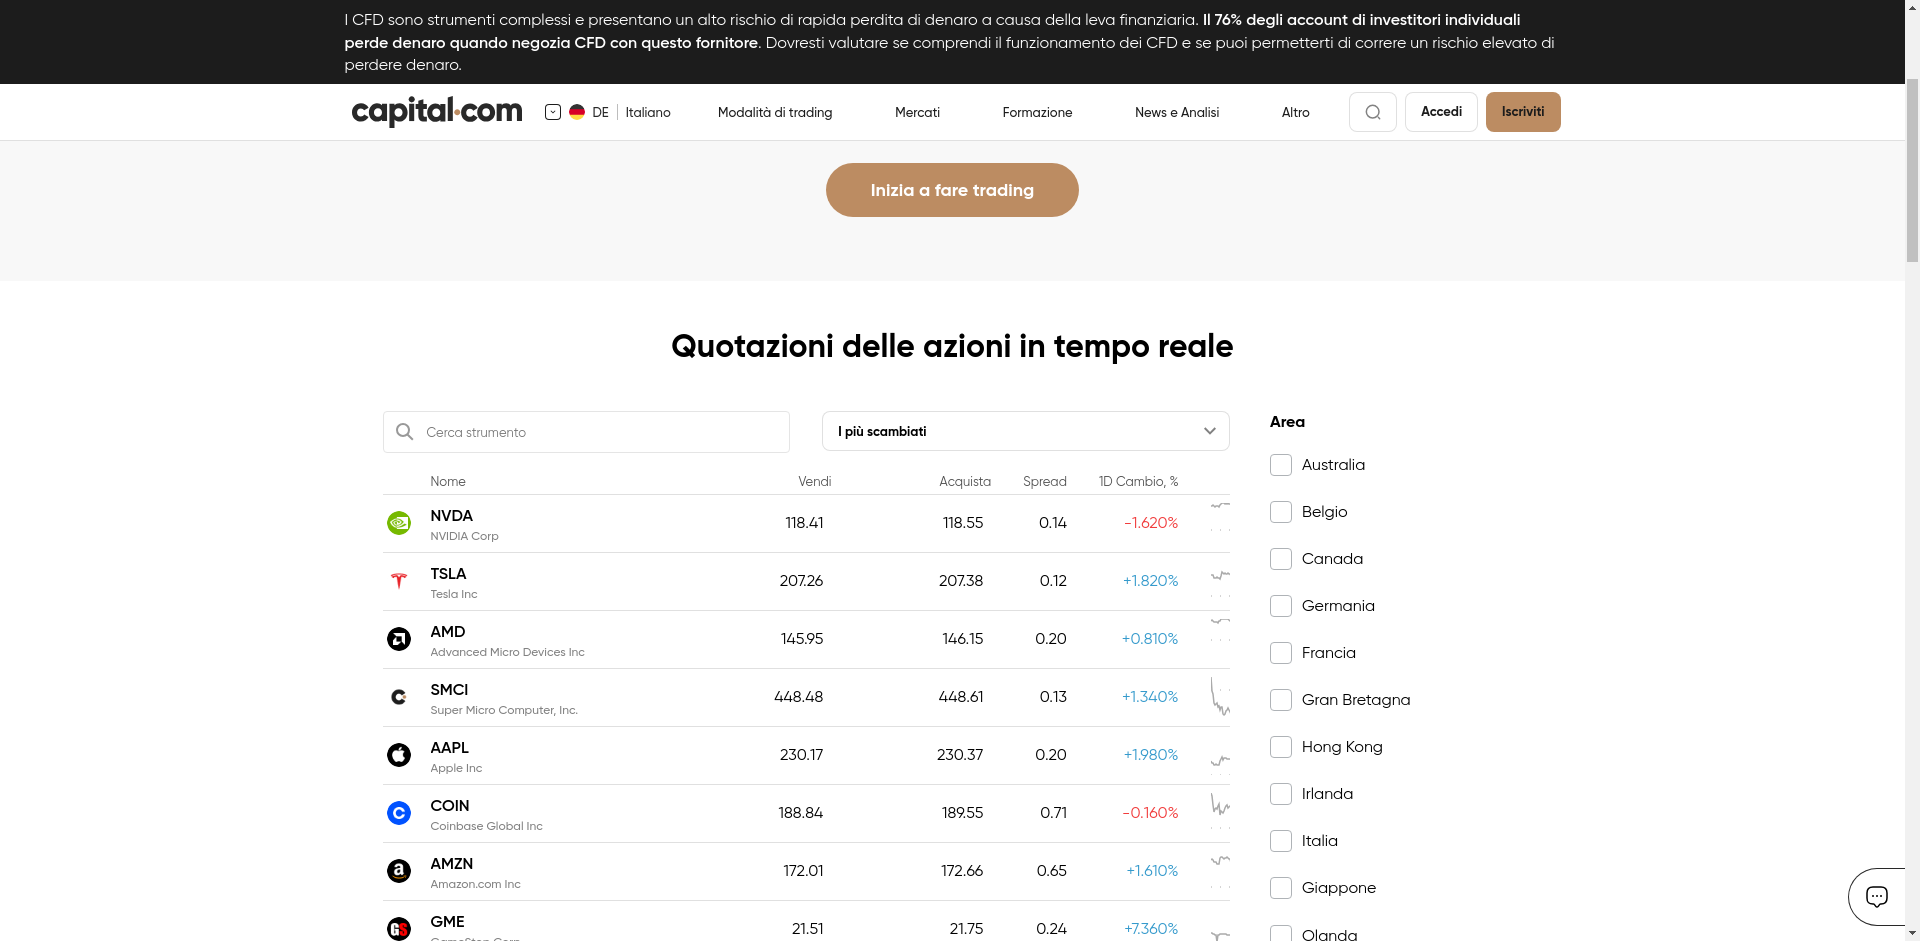 I CFD sono strumenti complessi e presentano un alto rischio di rapida perdita di denaro a causa della leva finanziaria. Il 76% degli account di investitori individuali
perde denaro quando negozia CFD con questo fornitore. Dovresti valutare se comprendi il funzionamento dei CFD e se puoi permetterti di correre un rischio elevato di
perdere denaro.
capital.com DE Italiano Modalità di trading Mercati Formazione News e Analisi Altro Accedi Iscriviti
Inizia a fare trading
Quotazioni delle azioni in tempo reale
Cerca strumento
I più scambiati
Nome Vendi Acquista Spread 1D Cambio, %
NVDA 118.41 118.55 0.14 -1.620%
NVIDIA Corp
TSLA 207.26 207.38 0.12 +1.820%
Tesla Inc
AMD 145.95 146.15 0.20 +0.810%
Advanced Micro Devices Inc
SMCI 448.48 448.61 0.13 +1.340%
Super Micro Computer, Inc.
AAPL 230.17 230.37 0.20 +1.980%
Apple Inc
COIN 188.84 189.55 0.71 -0.160%
Coinbase Global Inc
AMZN 172.01 172.66 0.65 +1.610%
Amazon.com Inc
GME 21.51 21.75 0.24 +7.360%
GameStop Corp
Area
Australia
Belgio
Canada
Germania
Francia
Gran Bretagna
Hong Kong
Irlanda
Italia
Giappone
Olanda